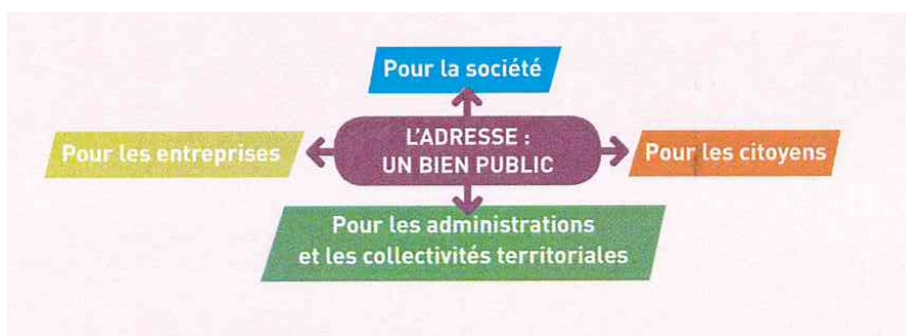 Pour la société
Pour les entreprises
L'ADRESSE :
UN BIEN PUBLIC
Pour les citoyens
Pour les administrations
et les collectivités territoriales